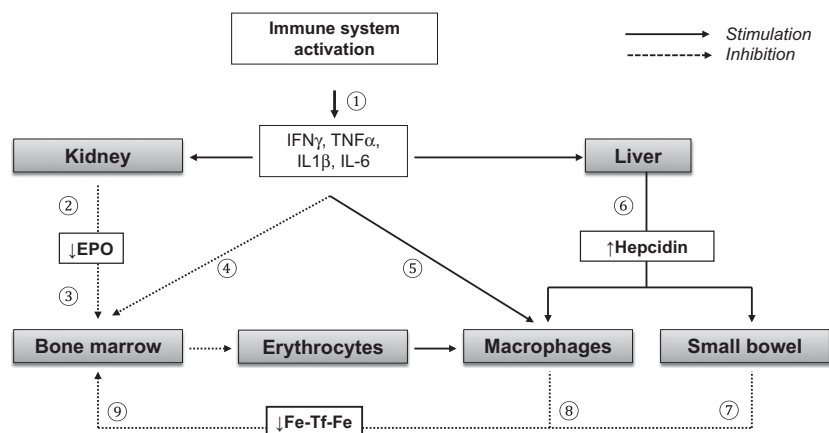 Immune system
activation
Stimulation
Inhibition
①
IFNγ, TNFα,
IL1β, IL-6
Kidney
Liver
②
⑥
↓EPO
↑Hepcidin
③
④
⑤
Bone marrow
Erythrocytes
Macrophages
Small bowel
⑨
↓Fe-Tf-Fe
⑧
⑦